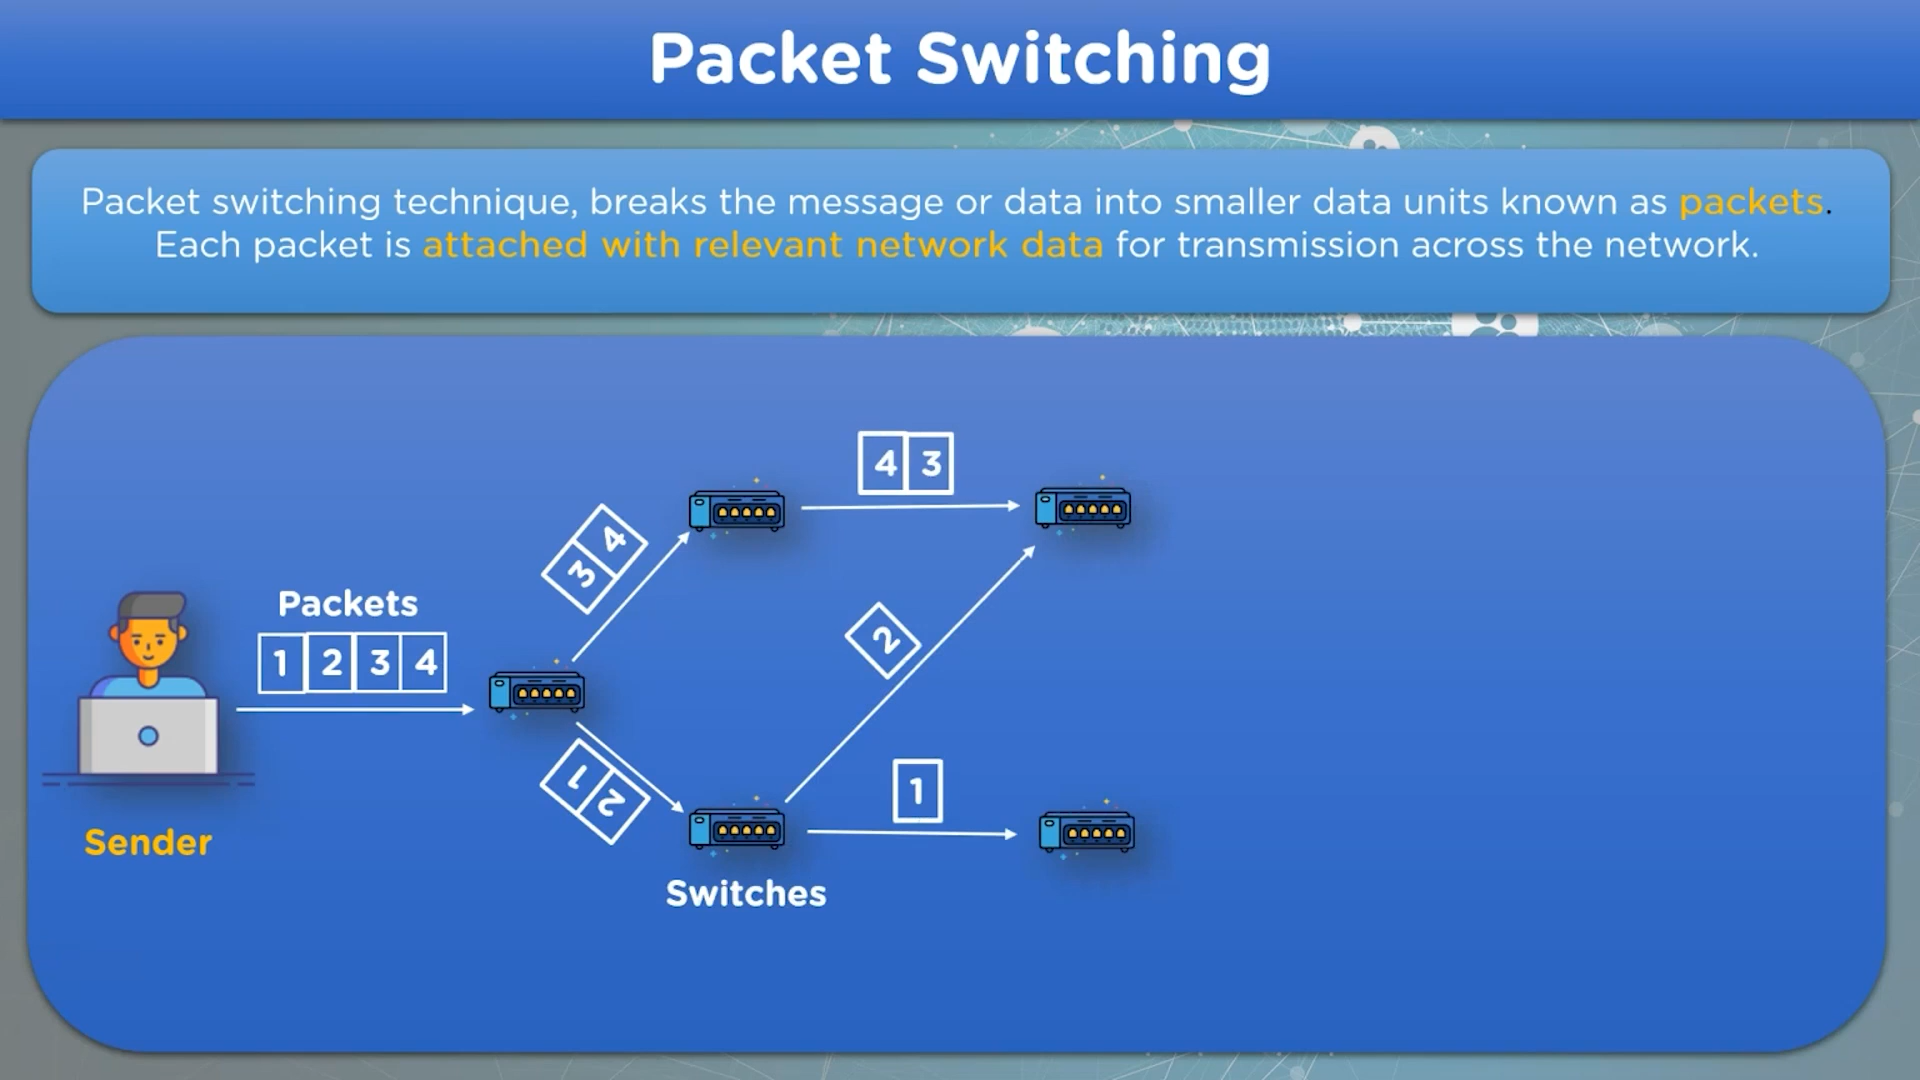 Packet Switching
Packet switching technique, breaks the message or data into smaller data units known as packets.
Each packet is attached with relevant network data for transmission across the network.
4 3
3 4
Packets
1 2 3 4
2
1 2
1
Sender
Switches